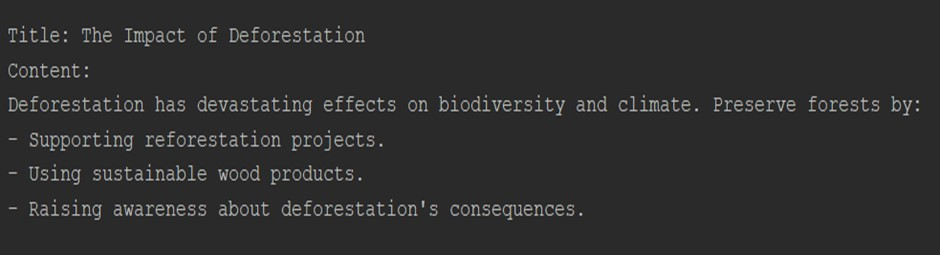 Title: The Impact of Deforestation
Content:
Deforestation has devastating effects on biodiversity and climate. Preserve forests by:
- Supporting reforestation projects.
- Using sustainable wood products.
- Raising awareness about deforestation's consequences.